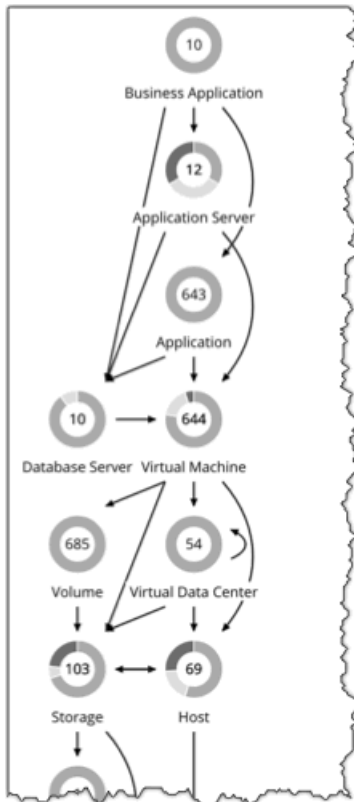 10
Business Application
12
Application Server
643
Application
10
644
Database Server
Virtual Machine
685
54
Volume
Virtual Data Center
103
69
Storage
Host